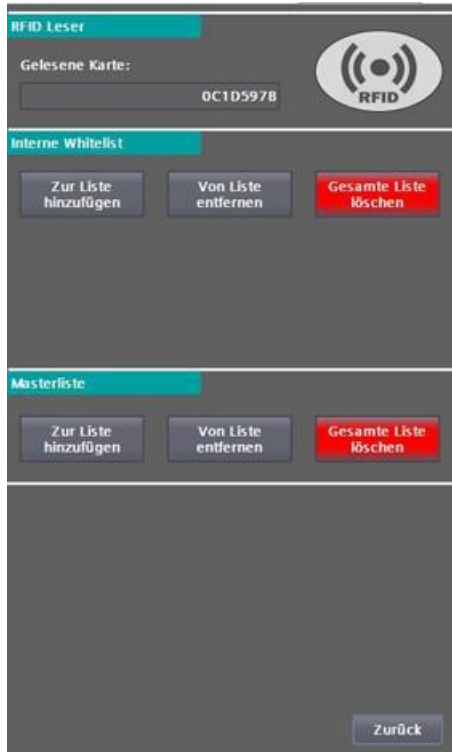 RFID Leser
Gelesene Karte:
0C1D597B
RFID
Interne Whitelist
Zur Liste
hinzufügen
Von Liste
entfernen
Gesamte Liste
löschen
Masterliste
Zur Liste
hinzufügen
Von Liste
entfernen
Gesamte Liste
löschen
Zurück